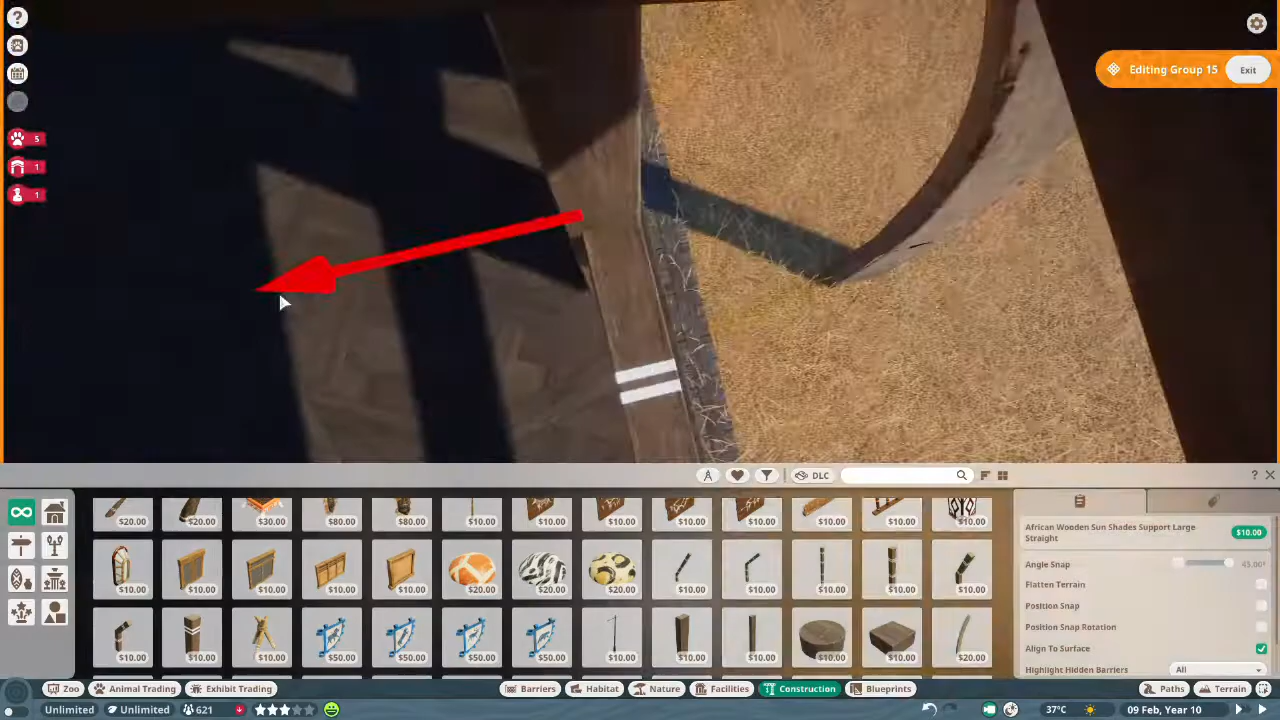 ?
Editing Group 15 Exit
5
1
1
DLC
?
$20.00 $20.00 $30.00 $80.00 $80.00 $10.00 $10.00 $10.00 $10.00 $10.00 $10.00 $10.00 $10.00
African Wooden Sun Shades Support Large
Straight
$10.00
$10.00 $10.00 $10.00 $10.00 $10.00 $20.00 $20.00 $20.00 $10.00 $10.00 $10.00 $10.00 $10.00
Angle Snap 45.00°
Flatten Terrain
Position Snap
Position Snap Rotation
Align To Surface
$10.00 $10.00 $10.00 $50.00 $50.00 $50.00 $50.00 $10.00 $10.00 $10.00 $10.00 $10.00 $20.00
Highlight Hidden Barriers All
Zoo Animal Trading Exhibit Trading Barriers Habitat Nature Facilities Construction Blueprints Paths Terrain
Unlimited Unlimited 621 37°C 09 Feb, Year 10